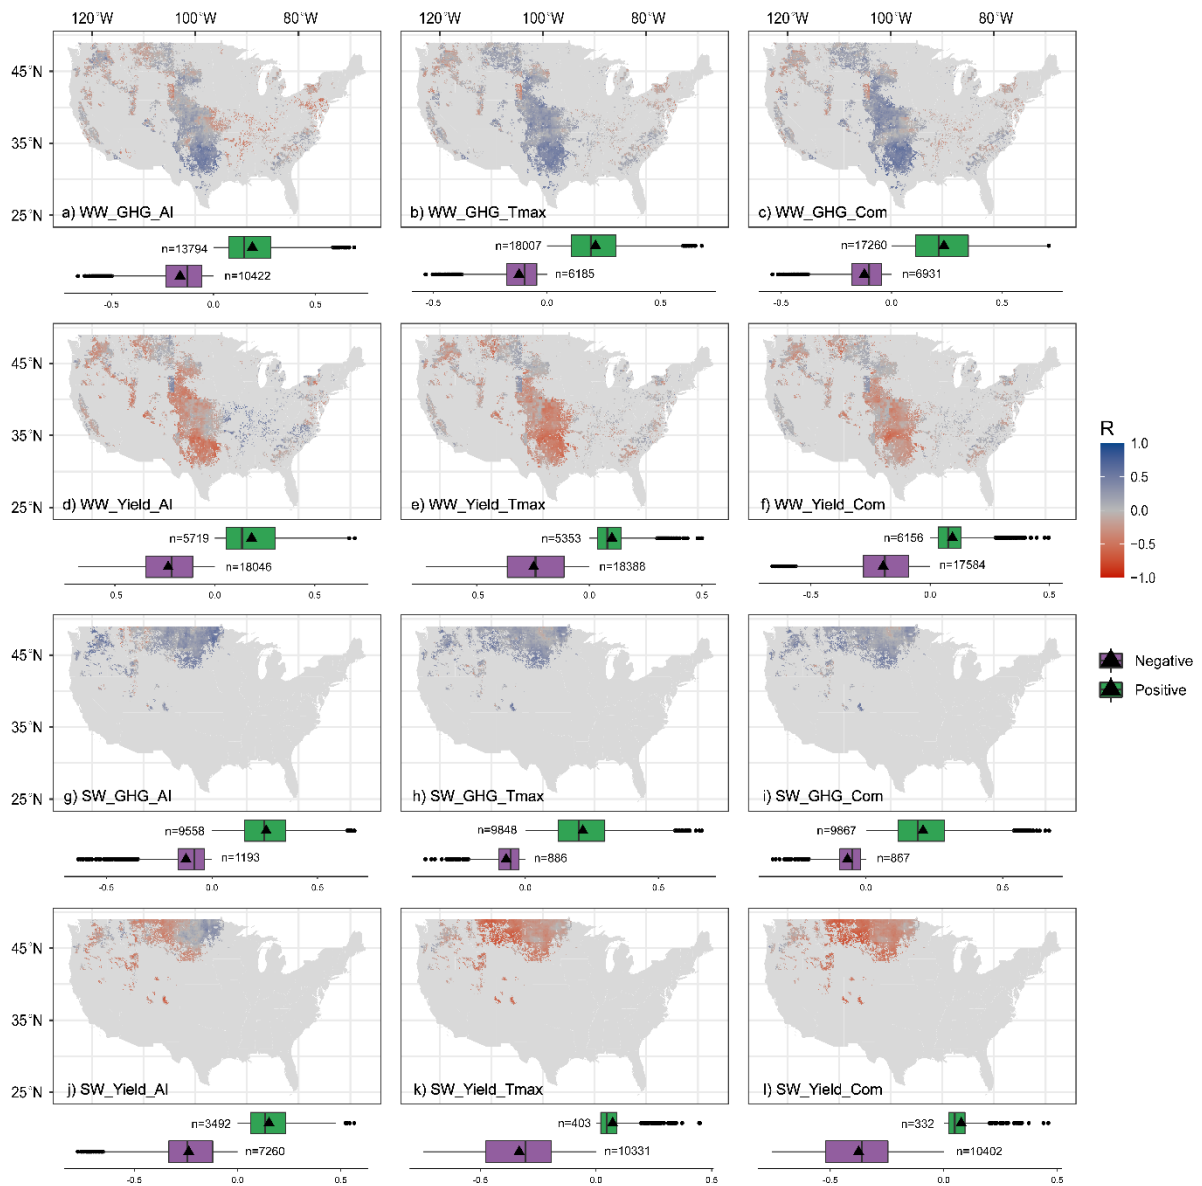 120°W 100°W 80°W 120°W 100°W 80°W 120°W 100°W 80°W
45°N
35°N
25°N
a) WW_GHG_AI
b) WW_GHG_Tmax
c) WW_GHG_Com
n=13794
n=10422
-0.5 0.0 0.5
n=18007
n=6185
-0.5 0.0 0.5
n=17260
n=6931
-0.5 0.0 0.5
45°N
35°N
25°N
d) WW_Yield_AI
e) WW_Yield_Tmax
f) WW_Yield_Com
n=5719
n=18046
0.5 0.0 0.5
n=5353
n=18388
0.5 0.0 0.5
n=6156
n=17584
-0.5 0.0 0.5
R
1.0
0.5
0.0
−0.5
−1.0
Negative
Positive
45°N
35°N
25°N
g) SW_GHG_AI
h) SW_GHG_Tmax
i) SW_GHG_Com
n=9558
n=1193
-0.5 0.0 0.5
n=9848
n=886
0.0 0.5
n=9867
n=867
0.0 0.5
45°N
35°N
25°N
j) SW_Yield_AI
k) SW_Yield_Tmax
l) SW_Yield_Com
n=3492
n=7260
-0.5 0.0 0.5
n=403
n=10331
-0.5 0.0 0.5
n=332
n=10402
-0.5 0.0 0.5